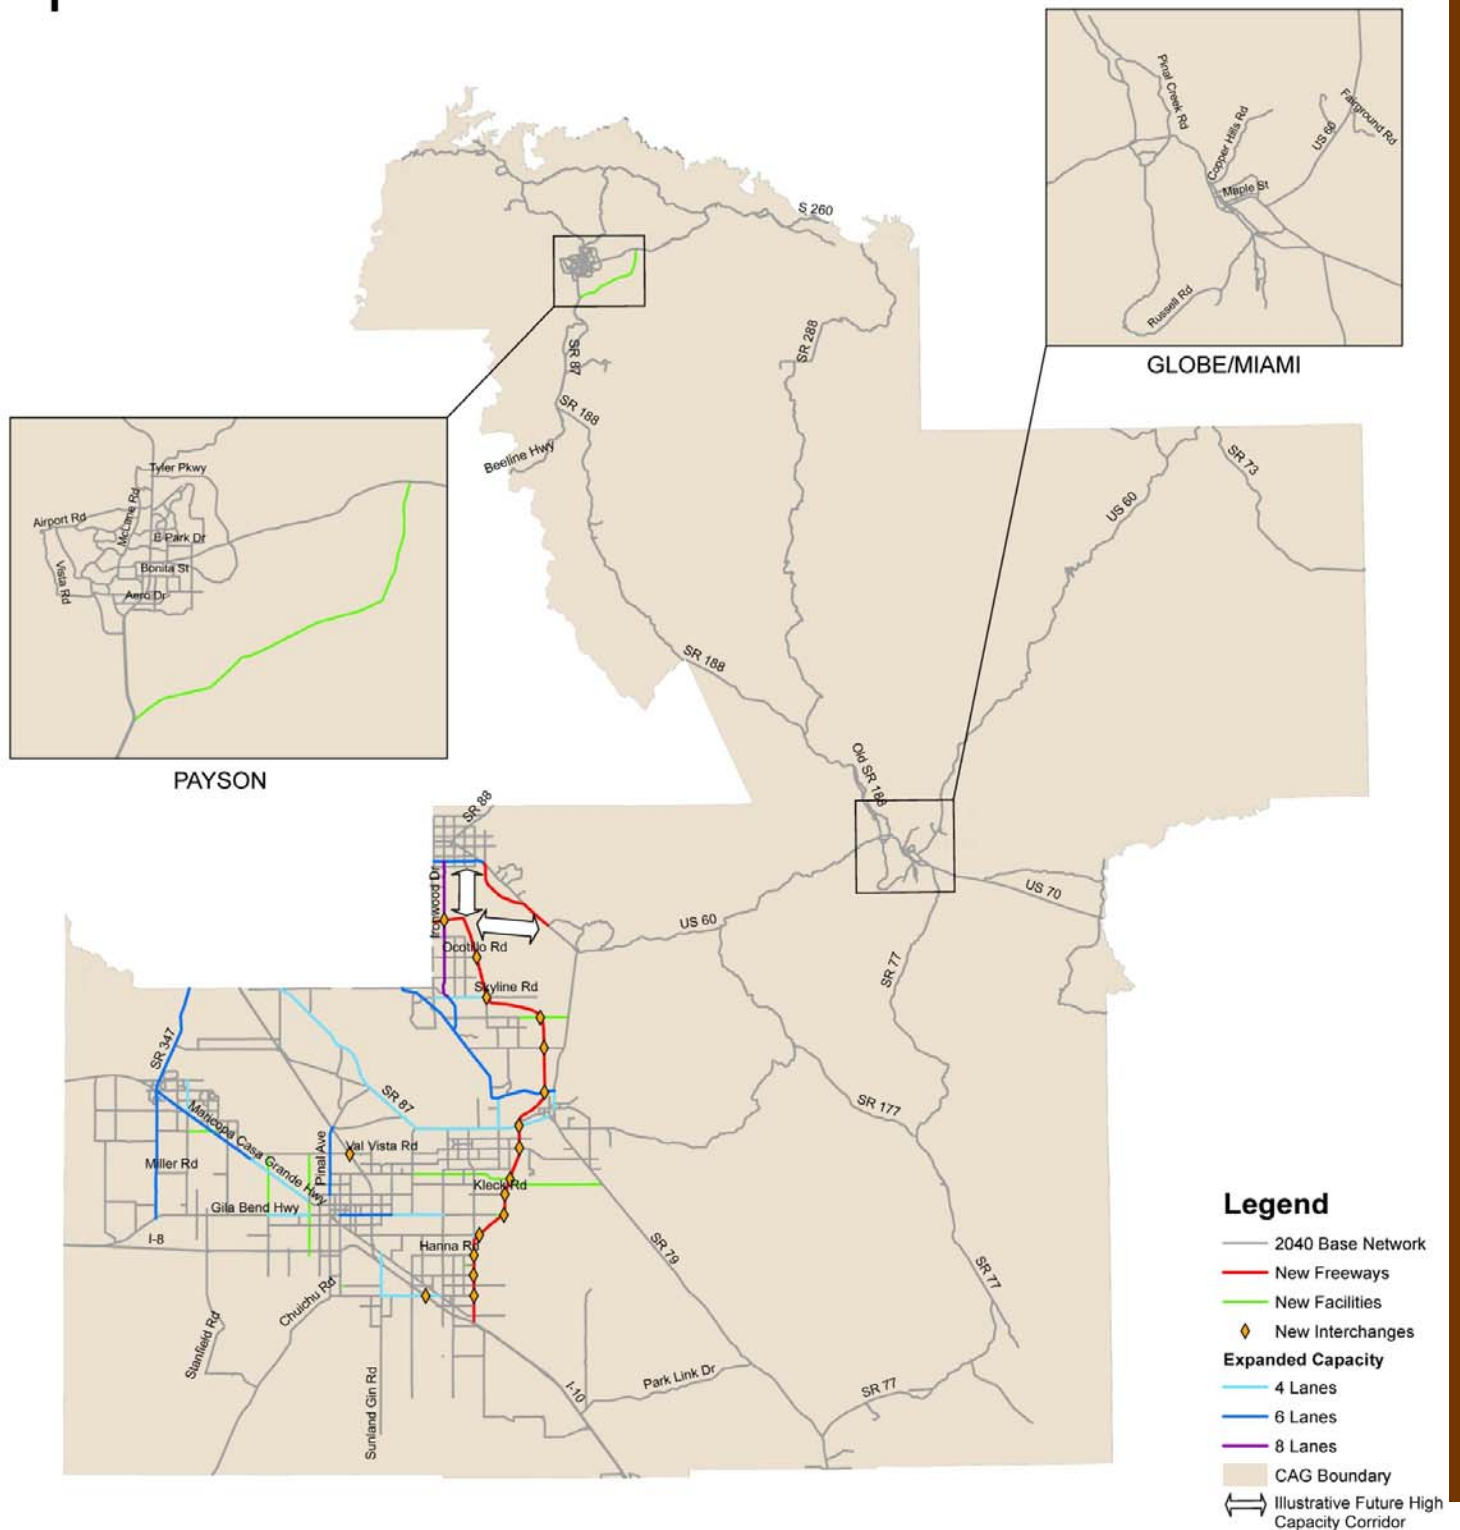 Pinal Creek Rd
Copper Hills Rd
Fairground Rd
US 60
Maple St
Russell Rd
GLOBE/MIAMI
S 260
SR 288
SR 87
SR 188
Beeline Hwy
SR 73
US 60
Tyler Pkwy
McLane Rd
Airport Rd
E Park Dr
Bonita St
Vista Rd
Aero Dr
PAYSON
SR 188
Old SR 188
SR 88
Ironwood Dr
US 70
US 60
Ocotillo Rd
SR 77
Skyline Rd
SR 347
SR 87
SR 177
Maricopa Casa Grande Hwy
Pinal Ave
Val Vista Rd
Miller Rd
Kleck Rd
Gila Bend Hwy
I-8
Hanna Rd
SR 79
SR 77
Chuichu Rd
Stanfield Rd
Sunland Gin Rd
I-10
Park Link Dr
SR 77
Legend
2040 Base Network
New Freeways
New Facilities
New Interchanges
Expanded Capacity
4 Lanes
6 Lanes
8 Lanes
CAG Boundary
Illustrative Future High
Capacity Corridor